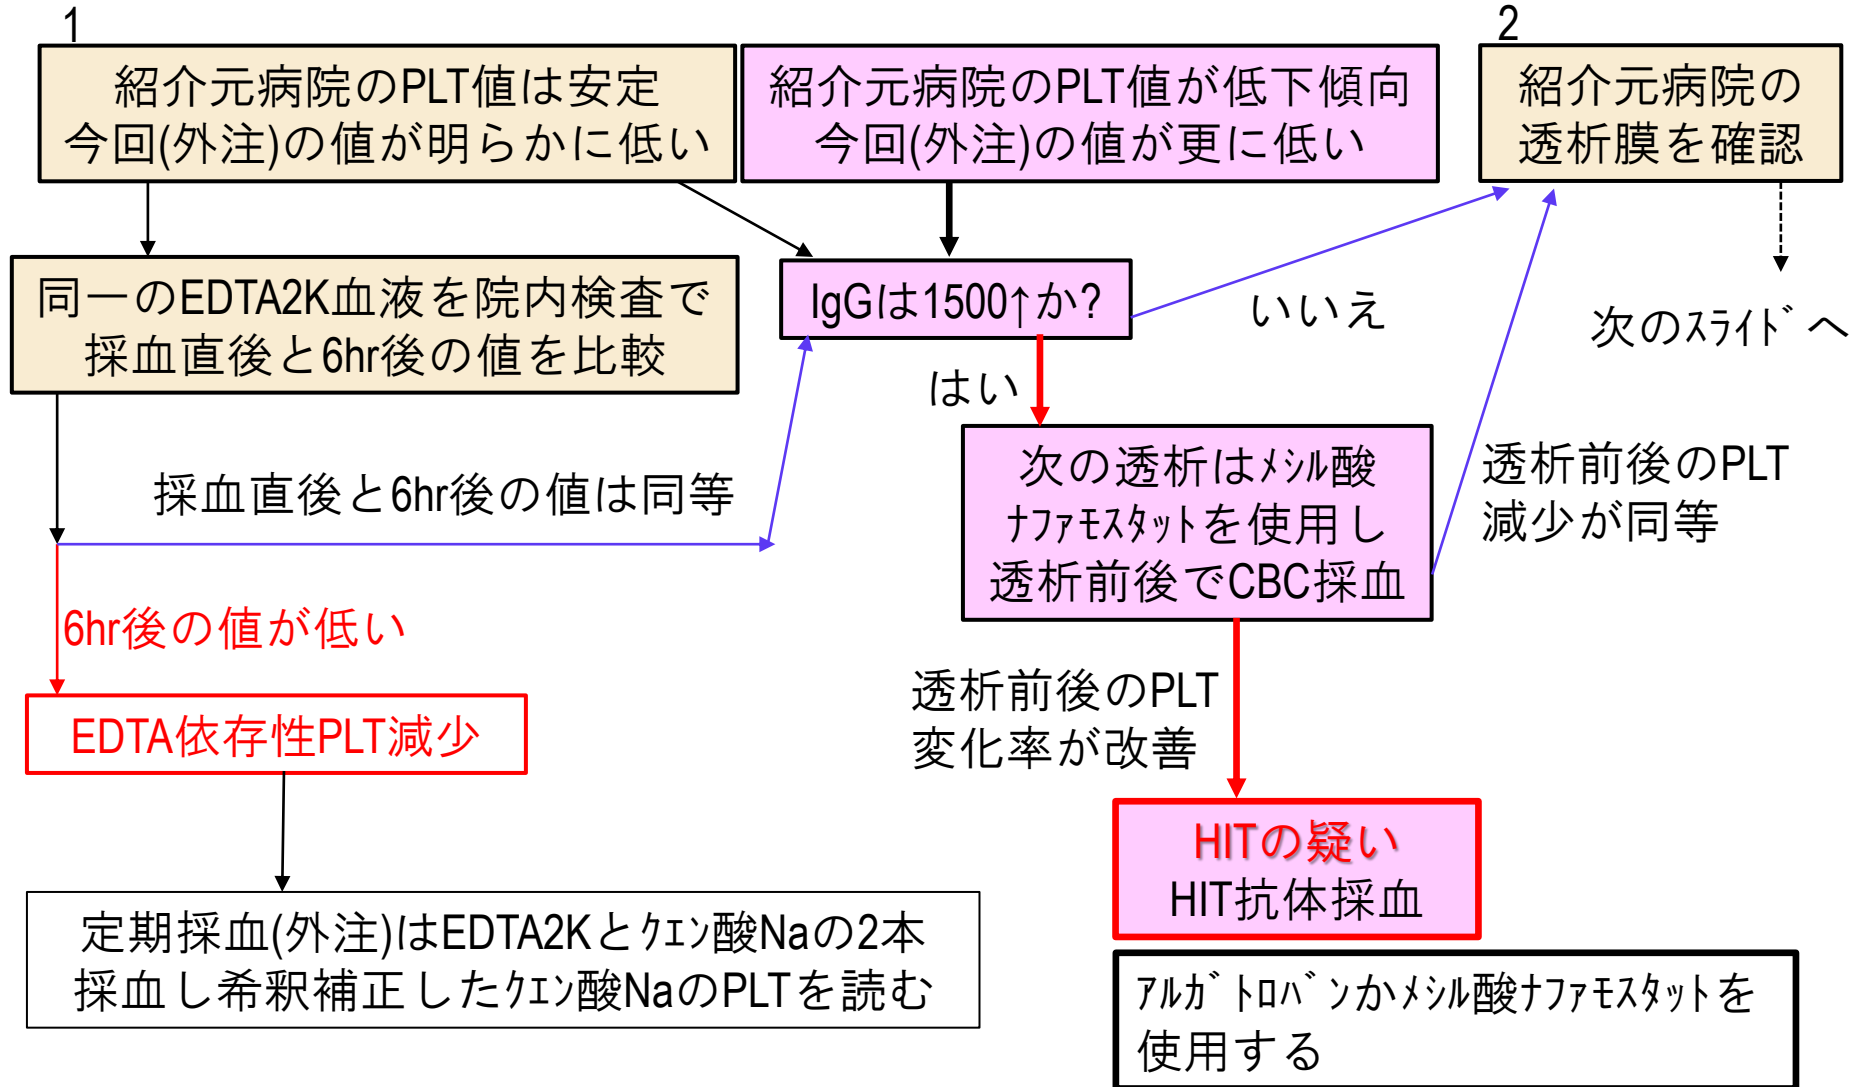 1
紹介元病院のPLT値は安定
今回(外注)の値が明らかに低い
紹介元病院のPLT値が低下傾向
今回(外注)の値が更に低い
2
紹介元病院の
透析膜を確認
同一のEDTA2K血液を院内検査で
採血直後と6hr後の値を比較
IgGは1500↑か?
いいえ
次のｽﾗｲﾄﾞへ
はい
採血直後と6hr後の値は同等
次の透析はﾒｼﾙ酸
ﾅﾌｧﾓｽﾀｯﾄを使用し
透析前後でCBC採血
透析前後のPLT
減少が同等
6hr後の値が低い
EDTA依存性PLT減少
透析前後のPLT
変化率が改善
HITの疑い
HIT抗体採血
定期採血(外注)はEDTA2Kとｸｴﾝ酸Naの2本
採血し希釈補正したｸｴﾝ酸NaのPLTを読む
ｱﾙｶﾞﾄﾛﾊﾞﾝかﾒｼﾙ酸ﾅﾌｧﾓｽﾀｯﾄを
使用する